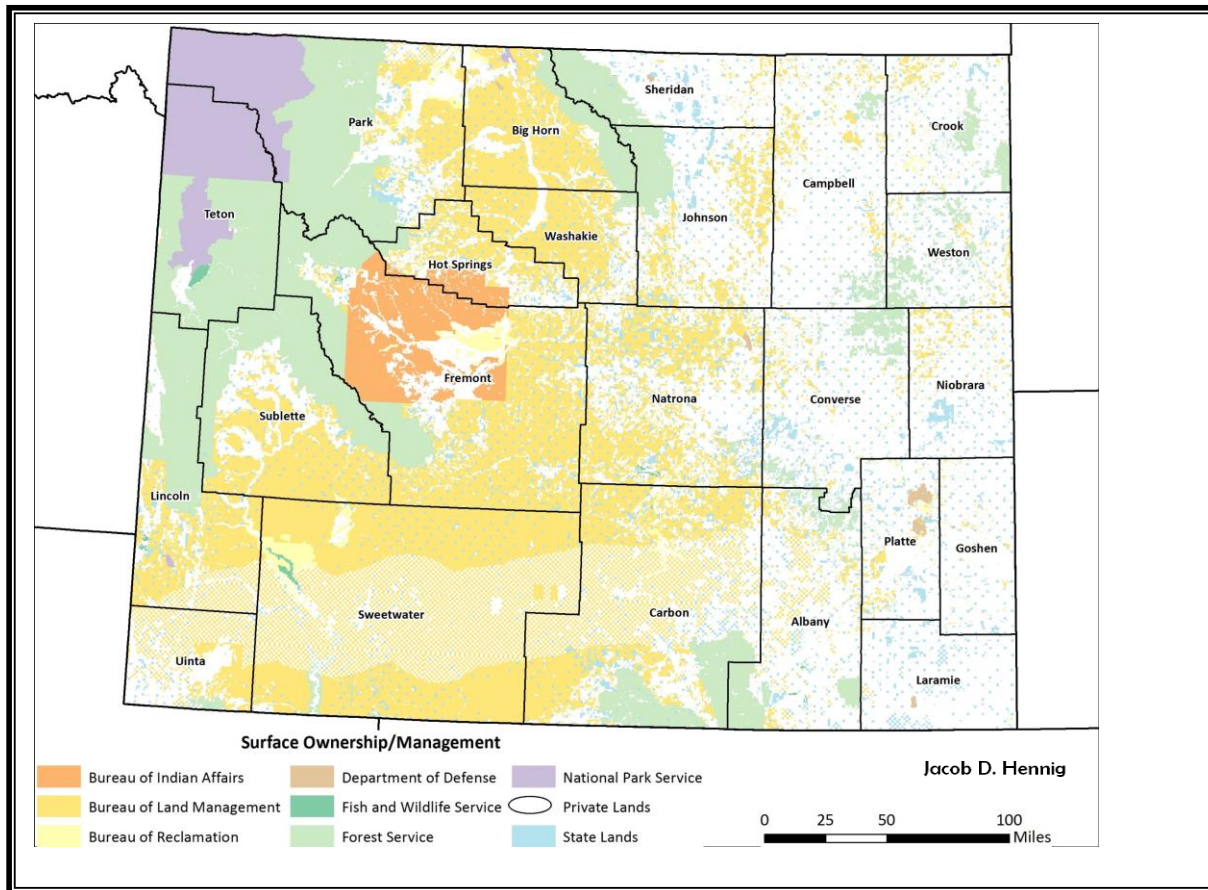 Sheridan
Park
Big Horn
Crook
Campbell
Teton
Johnson
Washakie
Weston
Hot Springs
Fremont
Niobrara
Natrona
Converse
Sublette
Lincoln
Platte
Goshen
Sweetwater
Carbon
Albany
Uinta
Laramie
Surface Ownership/Management
Bureau of Indian Affairs
Bureau of Land Management
Bureau of Reclamation
Department of Defense
Fish and Wildlife Service
Forest Service
National Park Service
Private Lands
State Lands
Jacob D. Hennig
0 25 50 100
Miles